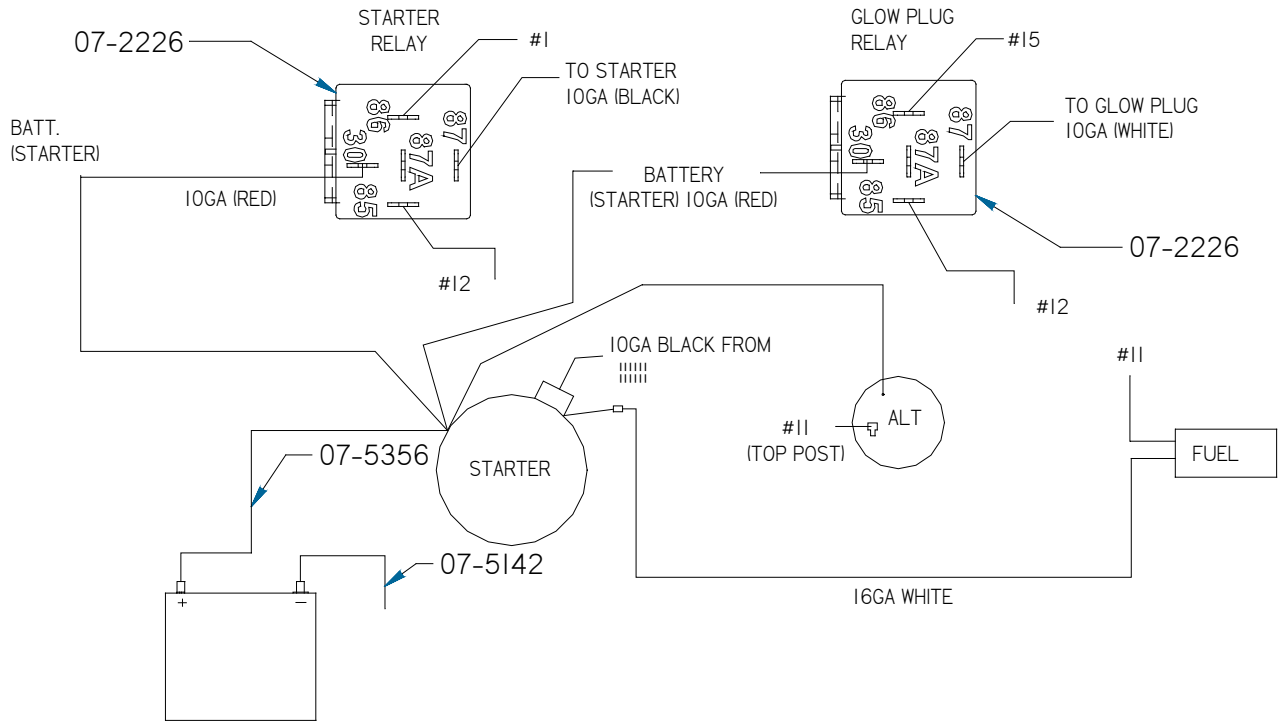 STARTER
RELAY
07-2226
#1
TO STARTER
10GA (BLACK)
BATT.
(STARTER)
10GA (RED)
86
87
30
87A
85
#12
GLOW PLUG
RELAY
#15
TO GLOW PLUG
10GA (WHITE)
BATTERY
(STARTER) 10GA (RED)
86
87
30
87A
85
07-2226
#12
10GA BLACK FROM
#11
#11
(TOP POST)
ALT
FUEL
07-5356
STARTER
07-5142
16GA WHITE
+
−